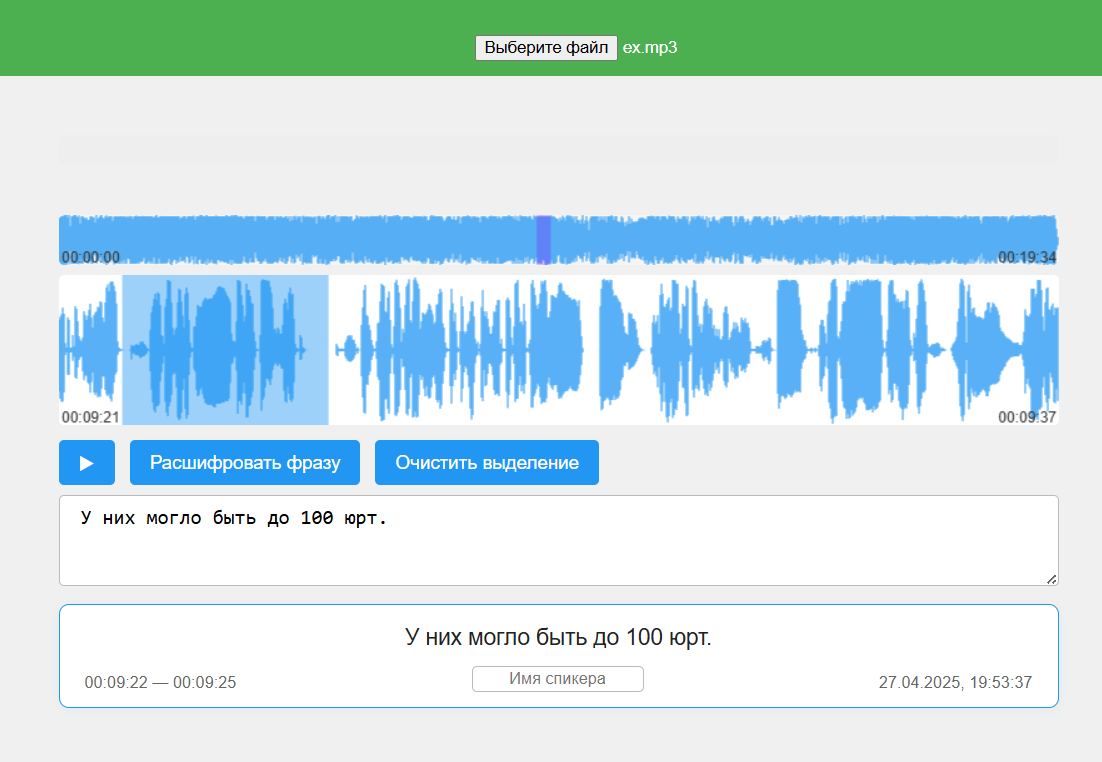 Выберите файл ex.mp3
00:00:00 00:19:34
00:09:21 00:09:37
Расшифровать фразу Очистить выделение
У них могло быть до 100 юрт.
У них могло быть до 100 юрт.
00:09:22 — 00:09:25 Имя спикера 27.04.2025, 19:53:37